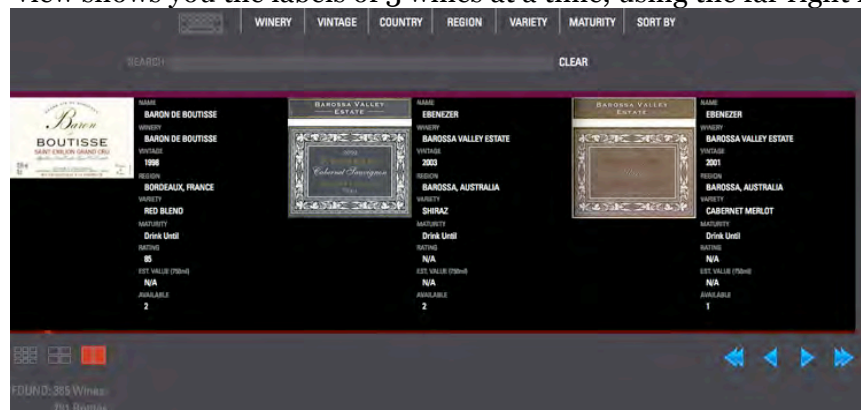 view shows you the labels of 3 wines at a time, using the far right
WINERY VINTAGE COUNTRY REGION VARIETY MATURITY SORT BY
SEARCH CLEAR
Baron
BOUTISSE
SAINT EMILION GRAND CRU
NAME
BARON DE BOUTISSE
WINERY
BARON DE BOUTISSE
VINTAGE
1998
REGION
BORDEAUX, FRANCE
VARIETY
RED BLEND
MATURITY
Drink Until
RATING
85
EST. VALUE (750ml)
N/A
AVAILABLE
2
BAROSSA VALLEY
ESTATE
Cabernet Sauvignon
NAME
EBENEZER
WINERY
BAROSSA VALLEY ESTATE
VINTAGE
2003
REGION
BAROSSA, AUSTRALIA
VARIETY
SHIRAZ
MATURITY
Drink Until
RATING
N/A
EST. VALUE (750ml)
N/A
AVAILABLE
2
BAROSSA VALLEY
ESTATE
NAME
EBENEZER
WINERY
BAROSSA VALLEY ESTATE
VINTAGE
2001
REGION
BAROSSA, AUSTRALIA
VARIETY
CABERNET MERLOT
MATURITY
Drink Until
RATING
N/A
EST. VALUE (750ml)
N/A
AVAILABLE
1
FOUND: 385 Wines